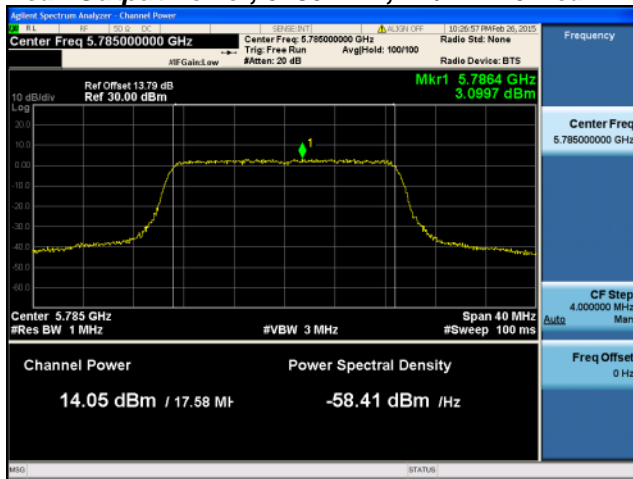 Agilent Spectrum Analyzer - Channel Power
RL RF 50 Ω DC SENSE:INT ALIGN OFF 10:26:57 PM Feb 26, 2015
Center Freq 5.785000000 GHz
Center Freq: 5.785000000 GHz
Radio Std: None
Trig: Free Run Avg|Hold: 100/100
#IFGain:Low #Atten: 20 dB Radio Device: BTS
Frequency
Mkr1 5.7864 GHz
3.0997 dBm
Ref Offset 13.79 dB
10 dB/div Ref 30.00 dBm
Log
20.0
10.0
0.00
-10.0
-20.0
-30.0
-40.0
-50.0
-60.0
1
Center 5.785 GHz Span 40 MHz
#Res BW 1 MHz #VBW 3 MHz #Sweep 100 ms
Center Freq
5.785000000 GHz
CF Step
4.000000 MHz
Auto Man
Freq Offset
0 Hz
Channel Power Power Spectral Density
14.05 dBm / 17.58 MH -58.41 dBm /Hz
MSG STATUS